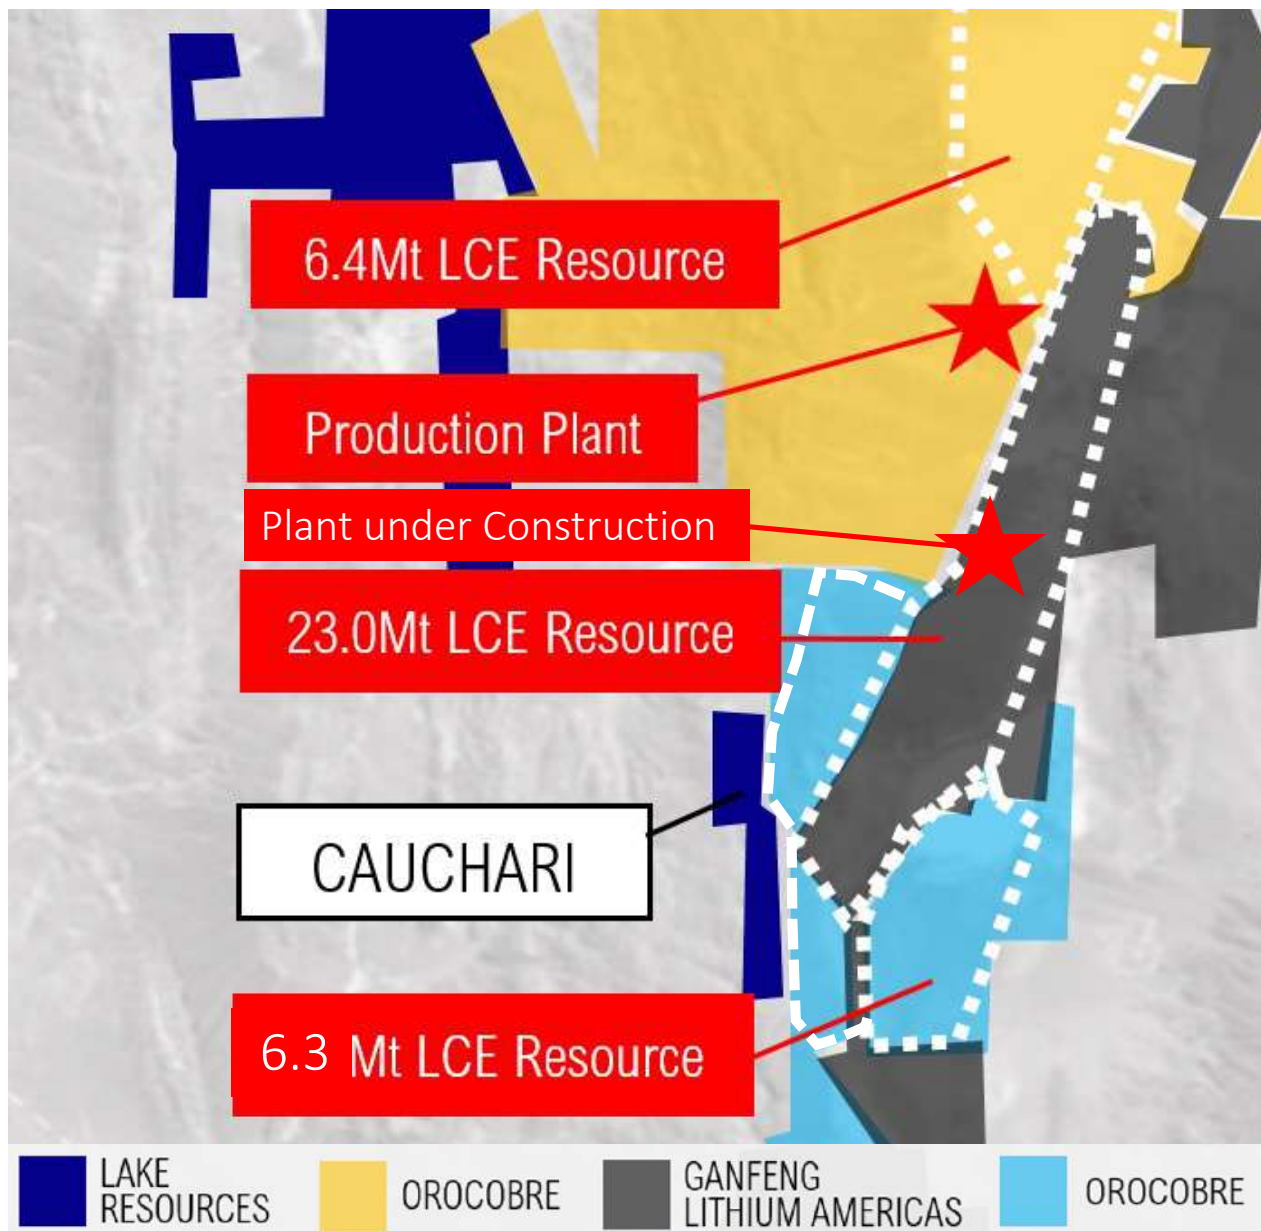 6.4Mt LCE Resource
Production Plant
Plant under Construction
23.0Mt LCE Resource
CAUCHARI
6.3 Mt LCE Resource
LAKE
RESOURCES
OROCOBRE
GANFENG
LITHIUM AMERICAS
OROCOBRE